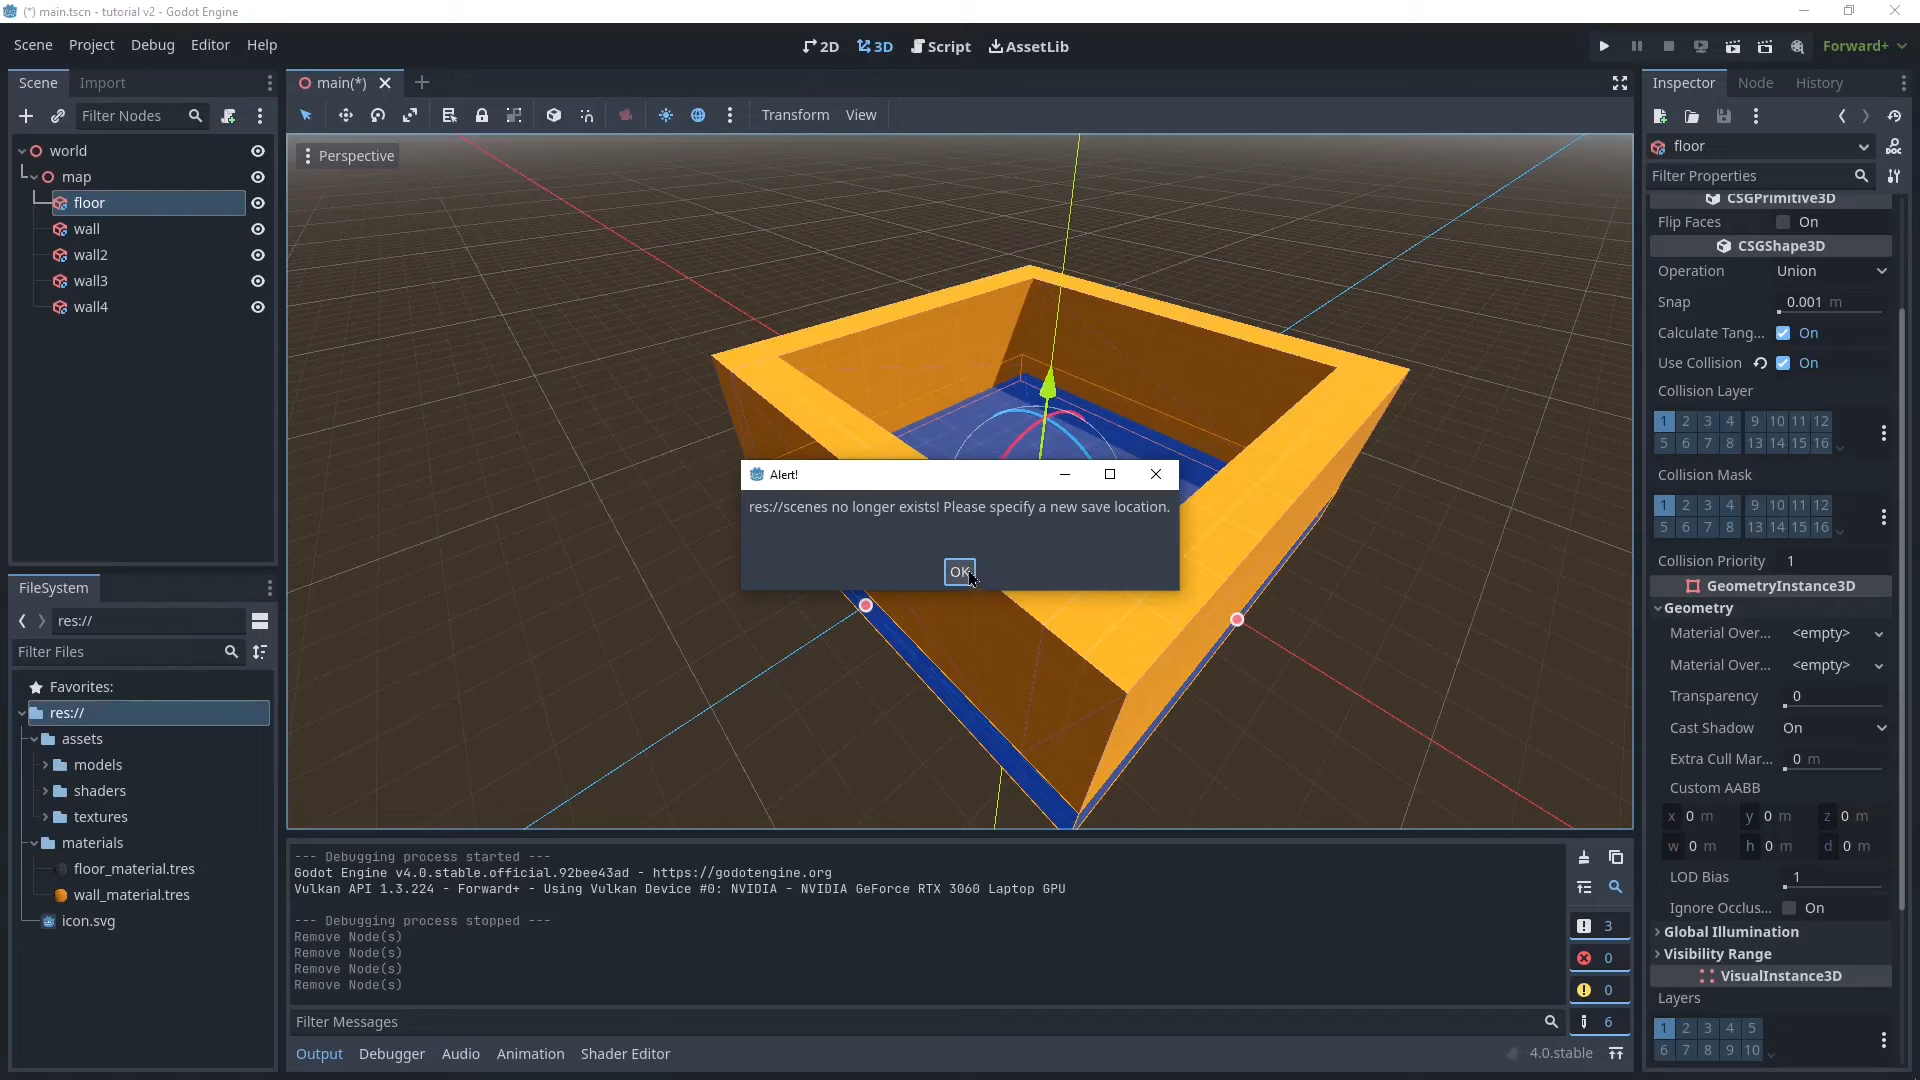 (*) main.tscn - tutorial v2 - Godot Engine
Scene Project Debug Editor Help
2D 3D Script AssetLib
Forward+
Scene Import
main(*)
Inspector Node History
Filter Nodes
Transform View
world
map
floor
wall
wall2
wall3
wall4
Perspective
floor
Filter Properties
CSGPrimitive3D
Flip Faces On
CSGShape3D
Operation Union
Snap 0.001 m
Calculate Tang... On
Use Collision On
Collision Layer
1 2 3 4 9 10 11 12
5 6 7 8 13 14 15 16
Collision Mask
1 2 3 4 9 10 11 12
5 6 7 8 13 14 15 16
Collision Priority 1
GeometryInstance3D
Geometry
Material Over... <empty>
Material Over... <empty>
Transparency 0
Cast Shadow On
Extra Cull Mar... 0 m
Custom AABB
x 0 m y 0 m z 0 m
w 0 m h 0 m d 0 m
LOD Bias 1
Ignore Occlus... On
Global Illumination
Visibility Range
VisualInstance3D
Layers
1 2 3 4 5
6 7 8 9 10
Alert!
res://scenes no longer exists! Please specify a new save location.
OK
FileSystem
res://
Filter Files
Favorites:
res://
assets
models
shaders
textures
materials
floor_material.tres
wall_material.tres
icon.svg
--- Debugging process started ---
Godot Engine v4.0.stable.official.92bee43ad - https://godotengine.org
Vulkan API 1.3.224 - Forward+ - Using Vulkan Device #0: NVIDIA - NVIDIA GeForce RTX 3060 Laptop GPU
--- Debugging process stopped ---
Remove Node(s)
Remove Node(s)
Remove Node(s)
Remove Node(s)
3
0
0
6
Filter Messages
Output Debugger Audio Animation Shader Editor
4.0.stable